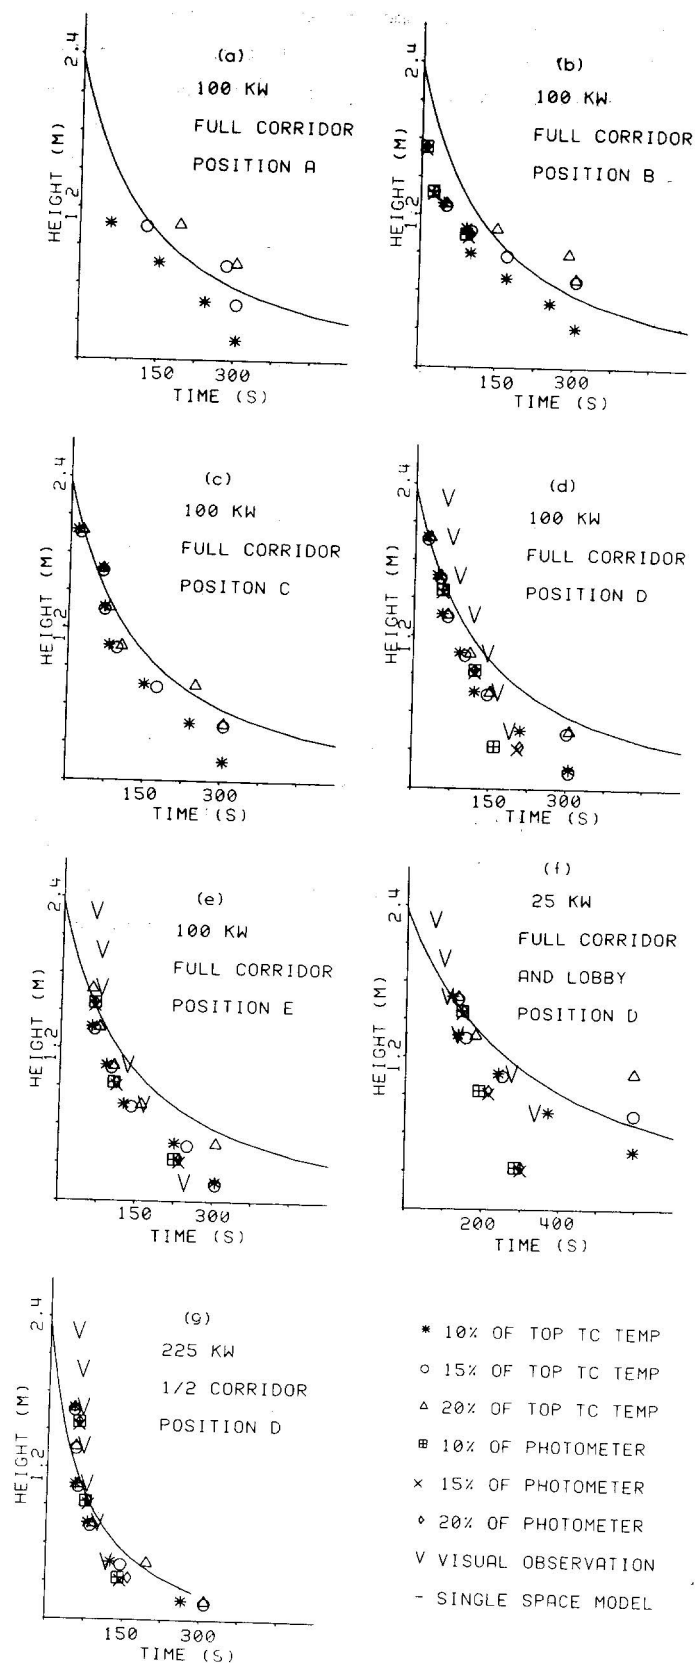 (a)
100 KW
FULL CORRIDOR
POSITION A
HEIGHT (M)
2.4
1.2
150 300
TIME (S)
(b)
100 KW
FULL CORRIDOR
POSITION B
HEIGHT (M)
2.4
1.2
150 300
TIME (S)
(c)
100 KW
FULL CORRIDOR
POSITON C
HEIGHT (M)
2.4
1.2
150 300
TIME (S)
(d)
100 KW
FULL CORRIDOR
POSITION D
HEIGHT (M)
2.4
1.2
150 300
TIME (S)
(e)
100 KW
FULL CORRIDOR
POSITION E
HEIGHT (M)
2.4
1.2
150 300
TIME (S)
(f)
25 KW
FULL CORRIDOR
AND LOBBY
POSITION D
HEIGHT (M)
2.4
1.2
200 400
TIME (S)
(g)
225 KW
1/2 CORRIDOR
POSITION D
HEIGHT (M)
2.4
1.2
150 300
TIME (S)
10% OF TOP TC TEMP
15% OF TOP TC TEMP
20% OF TOP TC TEMP
10% OF PHOTOMETER
15% OF PHOTOMETER
20% OF PHOTOMETER
VISUAL OBSERVATION
SINGLE SPACE MODEL